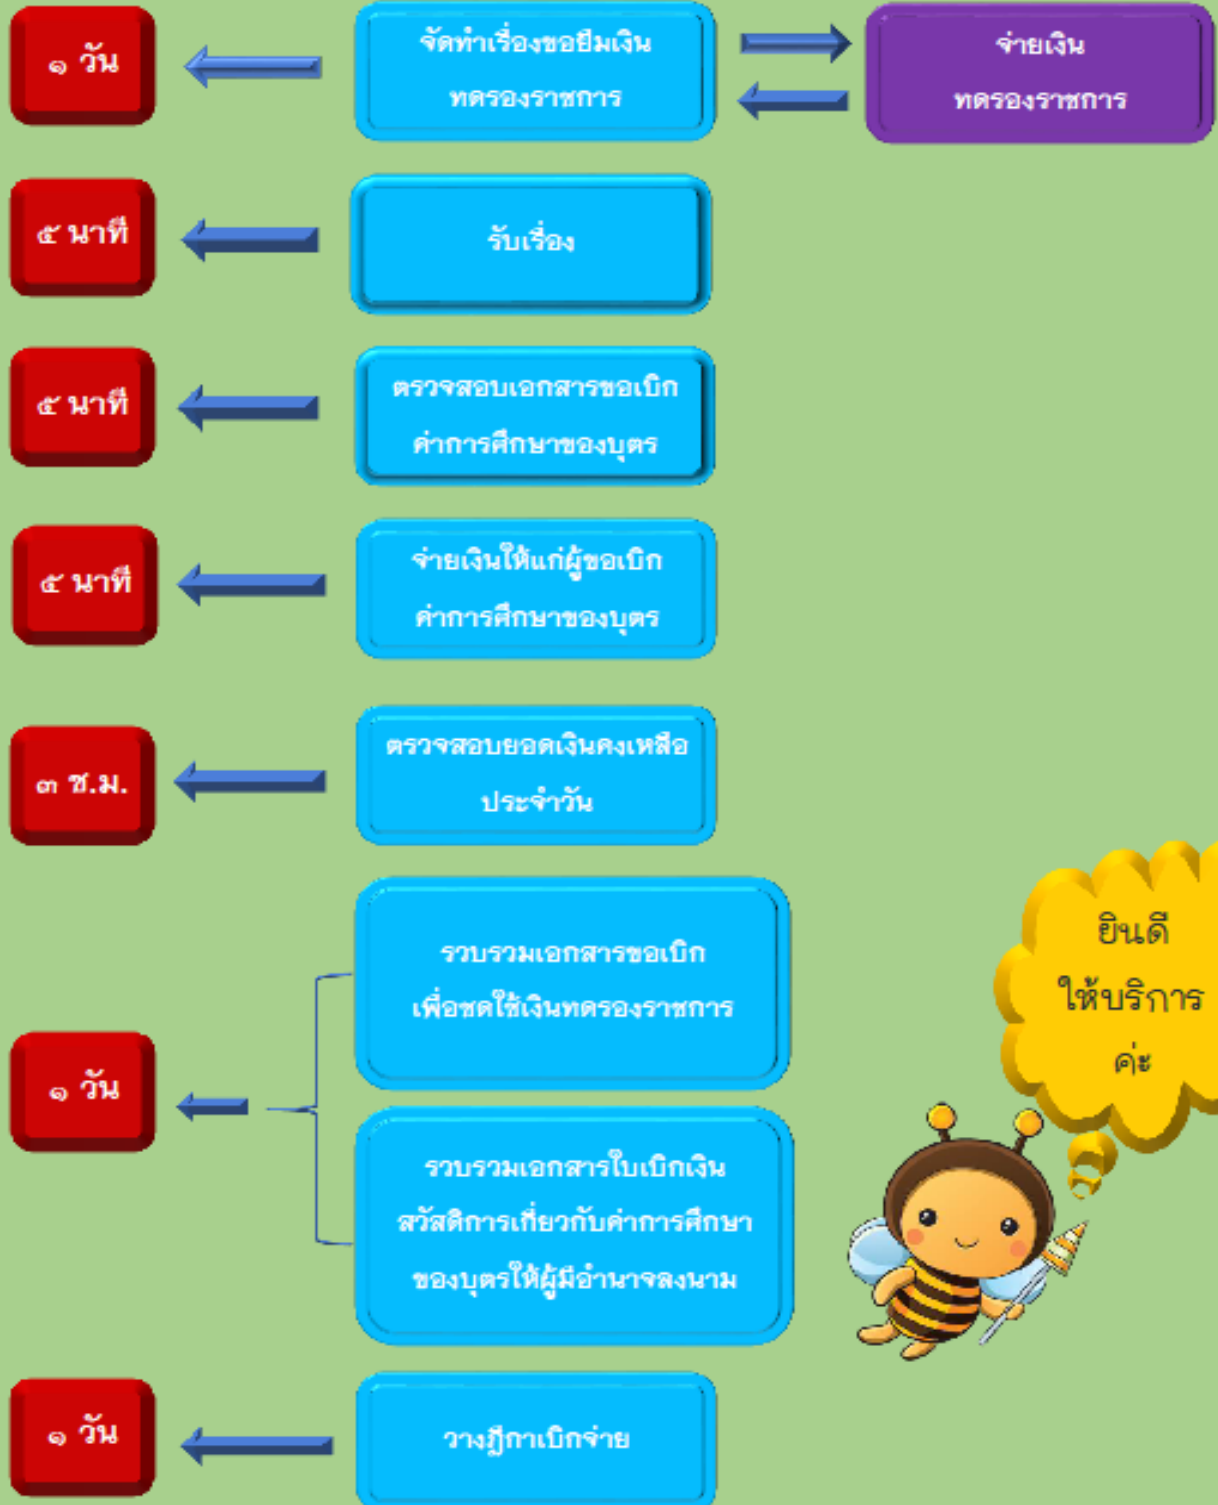 ๑ วัน
จัดทำเรื่องขอยืมเงิน
ทดรองราชการ
จ่ายเงิน
ทดรองราชการ
๕ นาที
รับเรื่อง
๕ นาที
ตรวจสอบเอกสารขอเบิก
ค่าการศึกษาของบุตร
๕ นาที
จ่ายเงินให้แก่ผู้ขอเบิก
ค่าการศึกษาของบุตร
๓ ช.ม.
ตรวจสอบยอดเงินคงเหลือ
ประจำวัน
๑ วัน
รวบรวมเอกสารขอเบิก
เพื่อชดใช้เงินทดรองราชการ
รวบรวมเอกสารใบเบิกเงิน
สวัสดิการเกี่ยวกับค่าการศึกษา
ของบุตรให้ผู้มีอำนาจลงนาม
ยินดี
ให้บริการ
ค่ะ
๑ วัน
วางฎีกาเบิกจ่าย